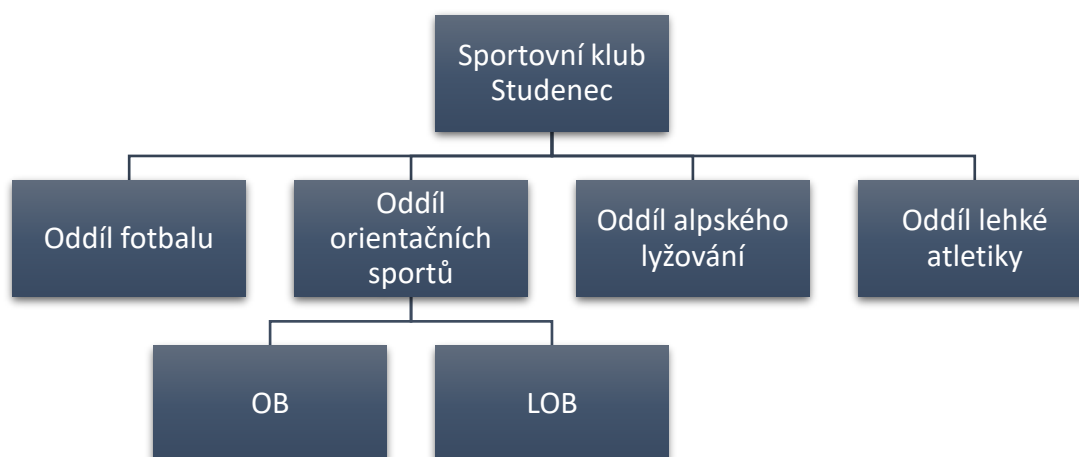 Sportovní klub
Studenec
Oddíl fotbalu
Oddíl
orientačních
sportů
Oddíl alpského
lyžování
Oddíl lehké
atletiky
OB
LOB